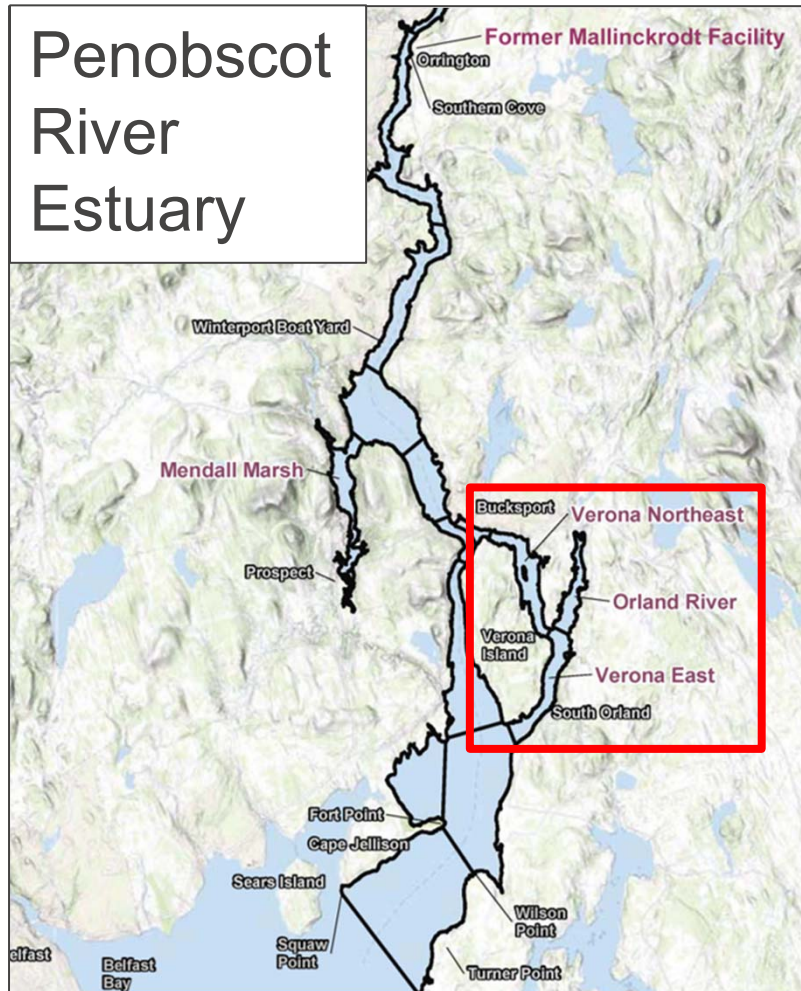 Penobscot
River
Estuary
Former Mallinckrodt Facility
Orrington
Southern Cove
Winterport Boat Yard
Mendall Marsh
Bucksport
Verona Northeast
Prospect
Orland River
Verona
Island
Verona East
South Orland
Fort Point
Cape Jellison
Sears Island
Wilson
Point
Squaw
Point
elfast
Belfast
Bay
Turner Point